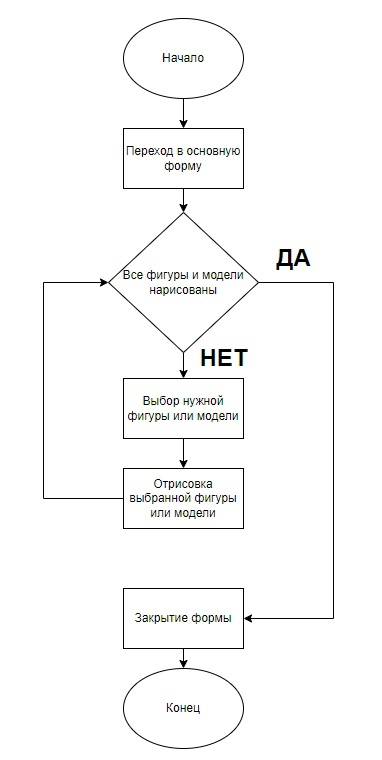 Начало
Переход в основную
форму
Все фигуры и модели
нарисованы
ДА
НЕТ
Выбор нужной
фигуры или модели
Отрисовка
выбранной фигуры
или модели
Закрытие формы
Конец